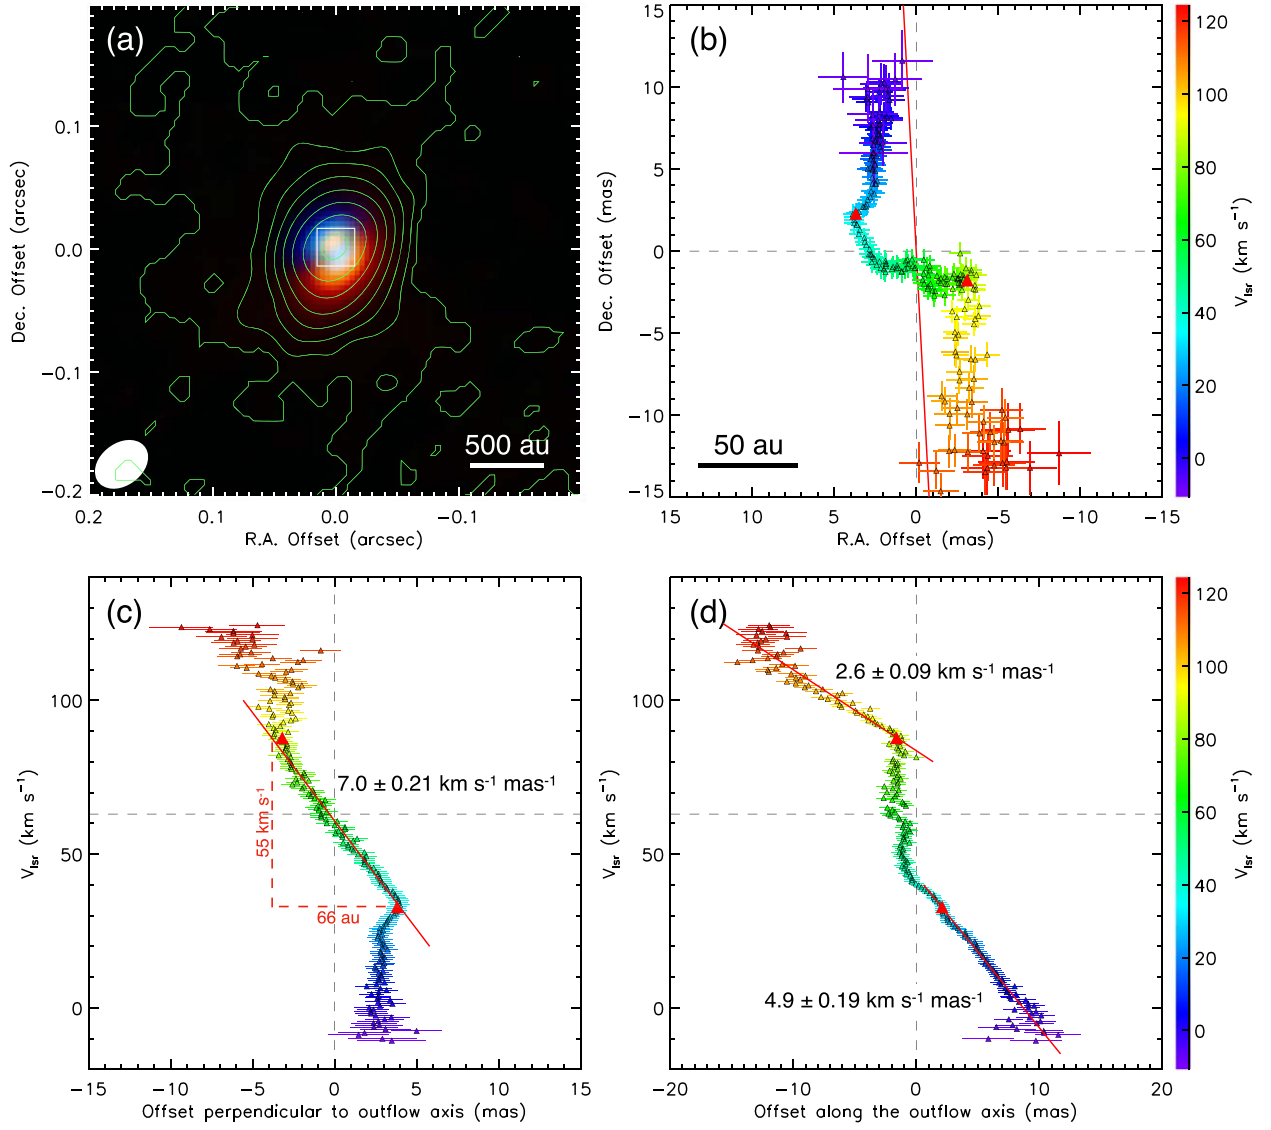 (a)
0.1
0.0
−0.1
−0.2
0.2
0.1
0.0
−0.1
Dec. Offset (arcsec)
R.A. Offset (arcsec)
500 au
(b)
15
10
5
0
−5
−10
−15
15
10
5
0
−5
−10
−15
Dec. Offset (mas)
R.A. Offset (mas)
50 au
120
100
80
60
40
20
0
V_lsr (km s⁻¹)
(c)
100
50
0
−15
−10
−5
0
5
10
15
V_lsr (km s⁻¹)
Offset perpendicular to outflow axis (mas)
7.0 ± 0.21 km s⁻¹ mas⁻¹
55 km s⁻¹
66 au
(d)
100
50
0
−20
−10
0
10
20
V_lsr (km s⁻¹)
Offset along the outflow axis (mas)
2.6 ± 0.09 km s⁻¹ mas⁻¹
4.9 ± 0.19 km s⁻¹ mas⁻¹
120
100
80
60
40
20
0
V_lsr (km s⁻¹)